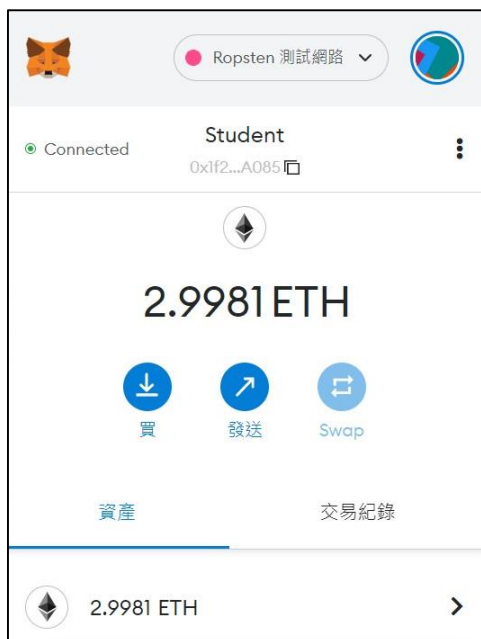 Ropsten 測試網路
Connected
Student
0x1f2...A085
2.9981 ETH
買
發送
Swap
資產
交易紀錄
2.9981 ETH